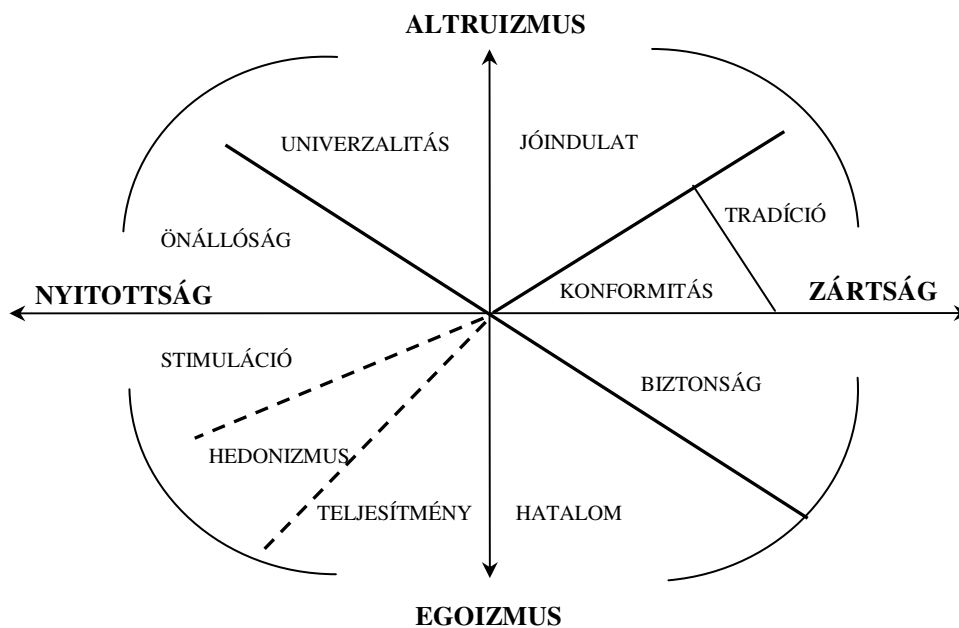 ALTRUIZMUS
UNIVERZALITÁS
JÓINDULAT
TRADÍCIÓ
ÖNÁLLÓSÁG
KONFORMITÁS
NYITOTTSÁG
ZÁRTSÁG
STIMULÁCIÓ
BIZTONSÁG
HEDONIZMUS
TELJESÍTMÉNY
HATALOM
EGOIZMUS